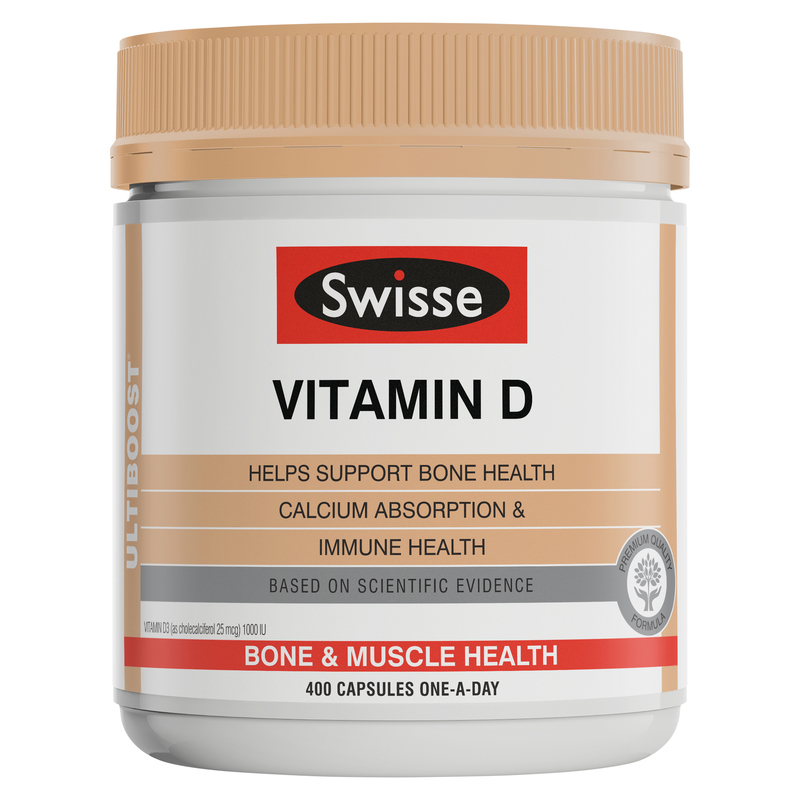 Swisse
VITAMIN D
ULTIBOOST®
HELPS SUPPORT BONE HEALTH
CALCIUM ABSORPTION &
IMMUNE HEALTH
BASED ON SCIENTIFIC EVIDENCE
PREMIUM QUALITY
FORMULA
VITAMIN D3 (as cholecalciferol 25 mcg) 1000 IU
BONE & MUSCLE HEALTH
400 CAPSULES ONE-A-DAY